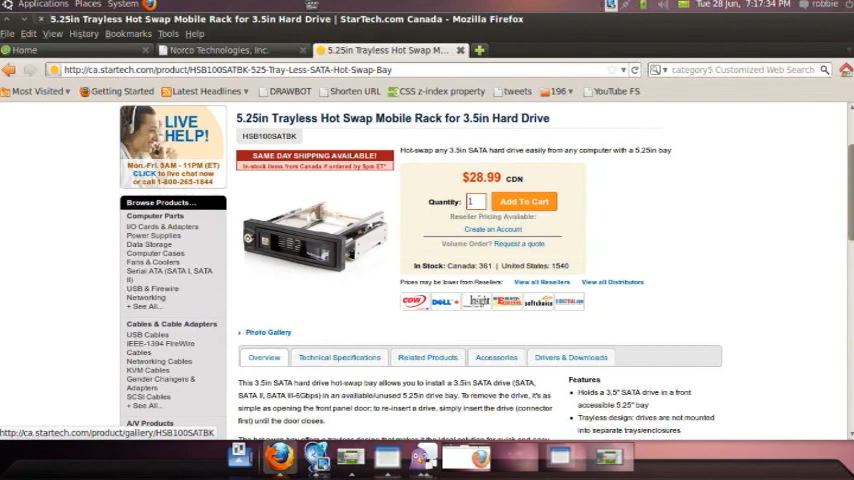 Applications Places System
Tue 28 Jun, 7:17:34 PM robbie
5.25in Trayless Hot Swap Mobile Rack for 3.5in Hard Drive | StarTech.com Canada - Mozilla Firefox
File Edit View History Bookmarks Tools Help
Home
Norco Technologies, Inc.
5.25in Trayless Hot Swap M...
http://ca.startech.com/product/HSB100SATBK-525-Tray-Less-SATA-Hot-Swap-Bay
category5 Customized Web Search
Most Visited Getting Started Latest Headlines DRAWBOT Shorten URL CSS z-index property tweets 196 YouTube FS
LIVE
HELP!
Mon.-Fri. 9AM - 11PM (ET)
CLICK to live chat now
or call 1-800-265-1844
Browse Products...
Computer Parts
I/O Cards & Adapters
Power Supplies
Data Storage
Computer Cases
Fans & Coolers
Serial ATA (SATA I, SATA
II)
USB & Firewire
Networking
+ See All...
Cables & Cable Adapters
USB Cables
IEEE-1394 FireWire
Cables
Networking Cables
KVM Cables
Gender Changers &
Adapters
SCSI Cables
+ See All...
A/V Products
5.25in Trayless Hot Swap Mobile Rack for 3.5in Hard Drive
HSB100SATBK
SAME DAY SHIPPING AVAILABLE!
In-stock items from Canada if ordered by 5pm ET*
Hot-swap any 3.5in SATA hard drive easily from any computer with a 5.25in bay
$28.99 CDN
Quantity: 1 Add To Cart
Reseller Pricing Available:
Create an Account
Volume Order? Request a quote
In Stock: Canada: 361 | United States: 1540
Prices may be lower from Resellers: View all Resellers View all Distributors
CDW DELL Insight softchoice
Photo Gallery
Overview Technical Specifications Related Products Accessories Drivers & Downloads
This 3.5in SATA hard drive hot-swap bay allows you to install a 3.5in SATA drive (SATA,
SATA II, SATA III-6Gbps) in an available/unused 5.25in drive bay. To remove the drive, it's as
simple as opening the front panel door; to re-insert a drive, simply insert the drive (connector
first) until the door closes.
Features
Holds a 3.5" SATA drive in a front
accessible 5.25" bay
Trayless design: drives are not mounted
into separate trays/enclosures
http://ca.startech.com/product/gallery/HSB100SATBK